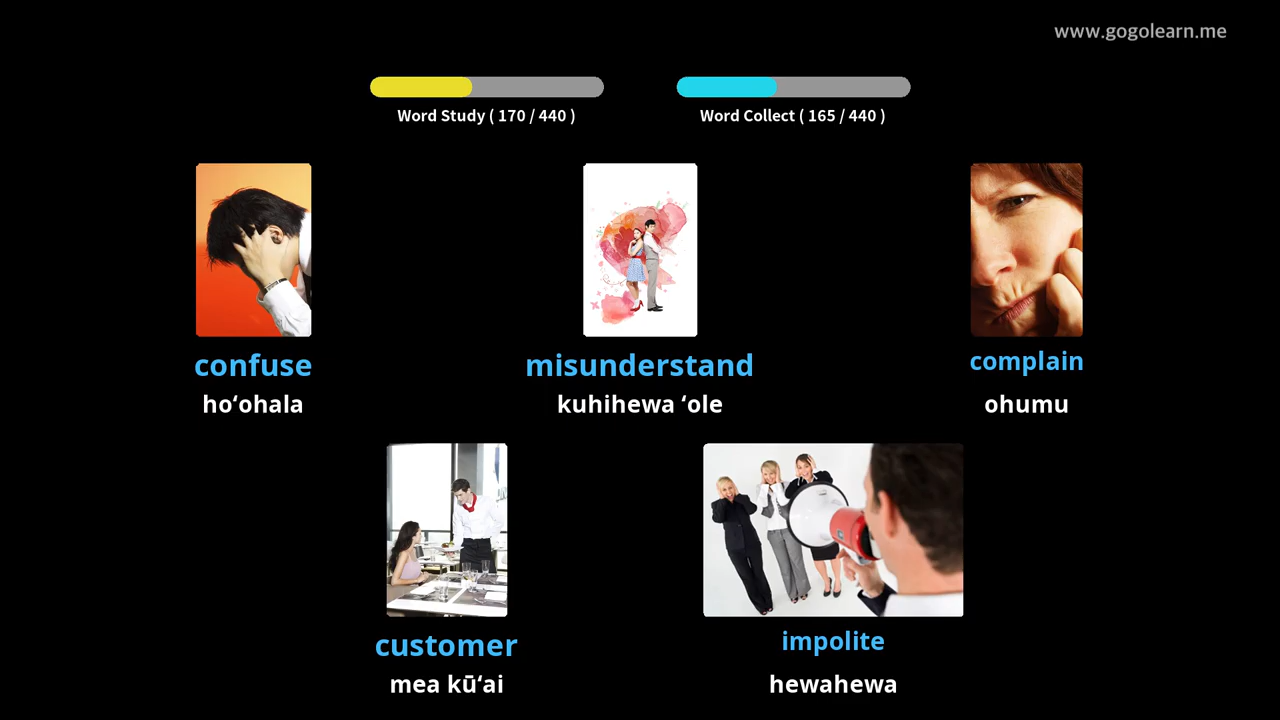 www.gogolearn.me
Word Study ( 170 / 440 )
Word Collect ( 165 / 440 )
confuse
hoʻohala
misunderstand
kuhihewa ʻole
complain
ohumu
customer
mea kūʻai
impolite
hewahewa